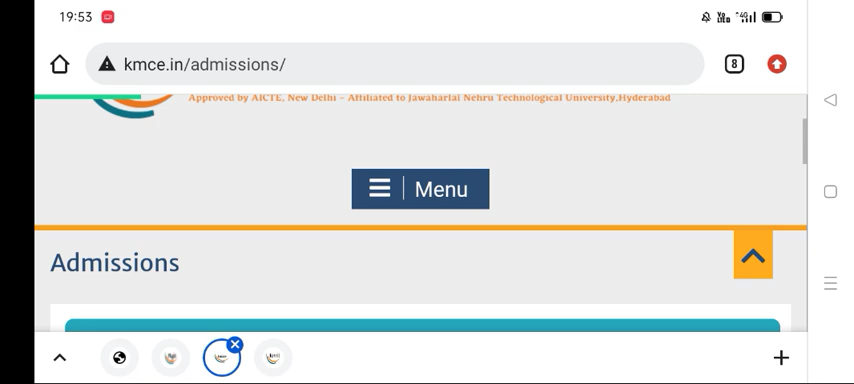 19:53
kmce.in/admissions/
8
Approved by AICTE, New Delhi – Affiliated to Jawaharlal Nehru Technological University,Hyderabad
Menu
Admissions